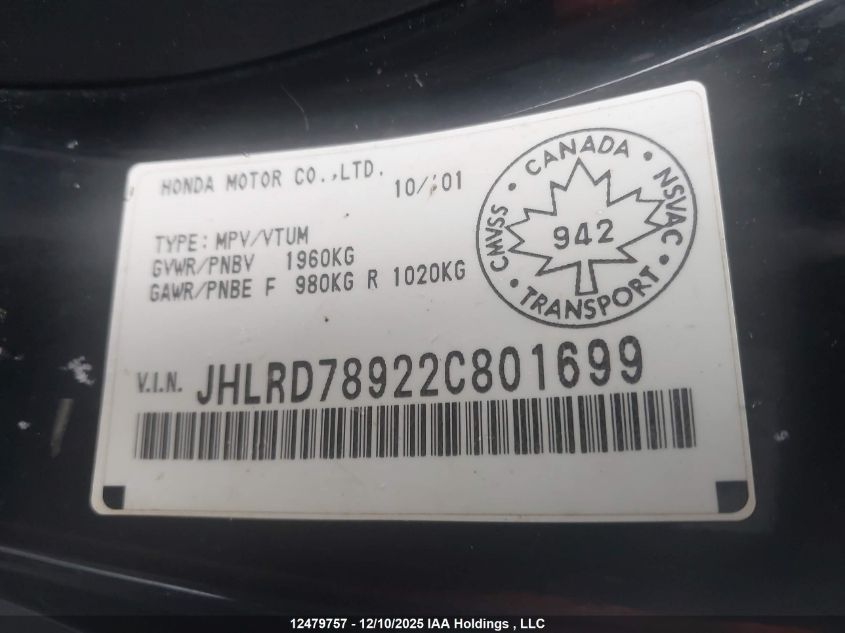 HONDA MOTOR CO.,LTD. 10/'01
TYPE: MPV/VTUM
GVWR/PNBV 1960KG
GAWR/PNBE F 980KG R 1020KG
CANADA • NSVAC • TRANSPORT • CMVSS •
942
V.I.N. JHLRD78922C801699
12479757 - 12/10/2025 IAA Holdings , LLC